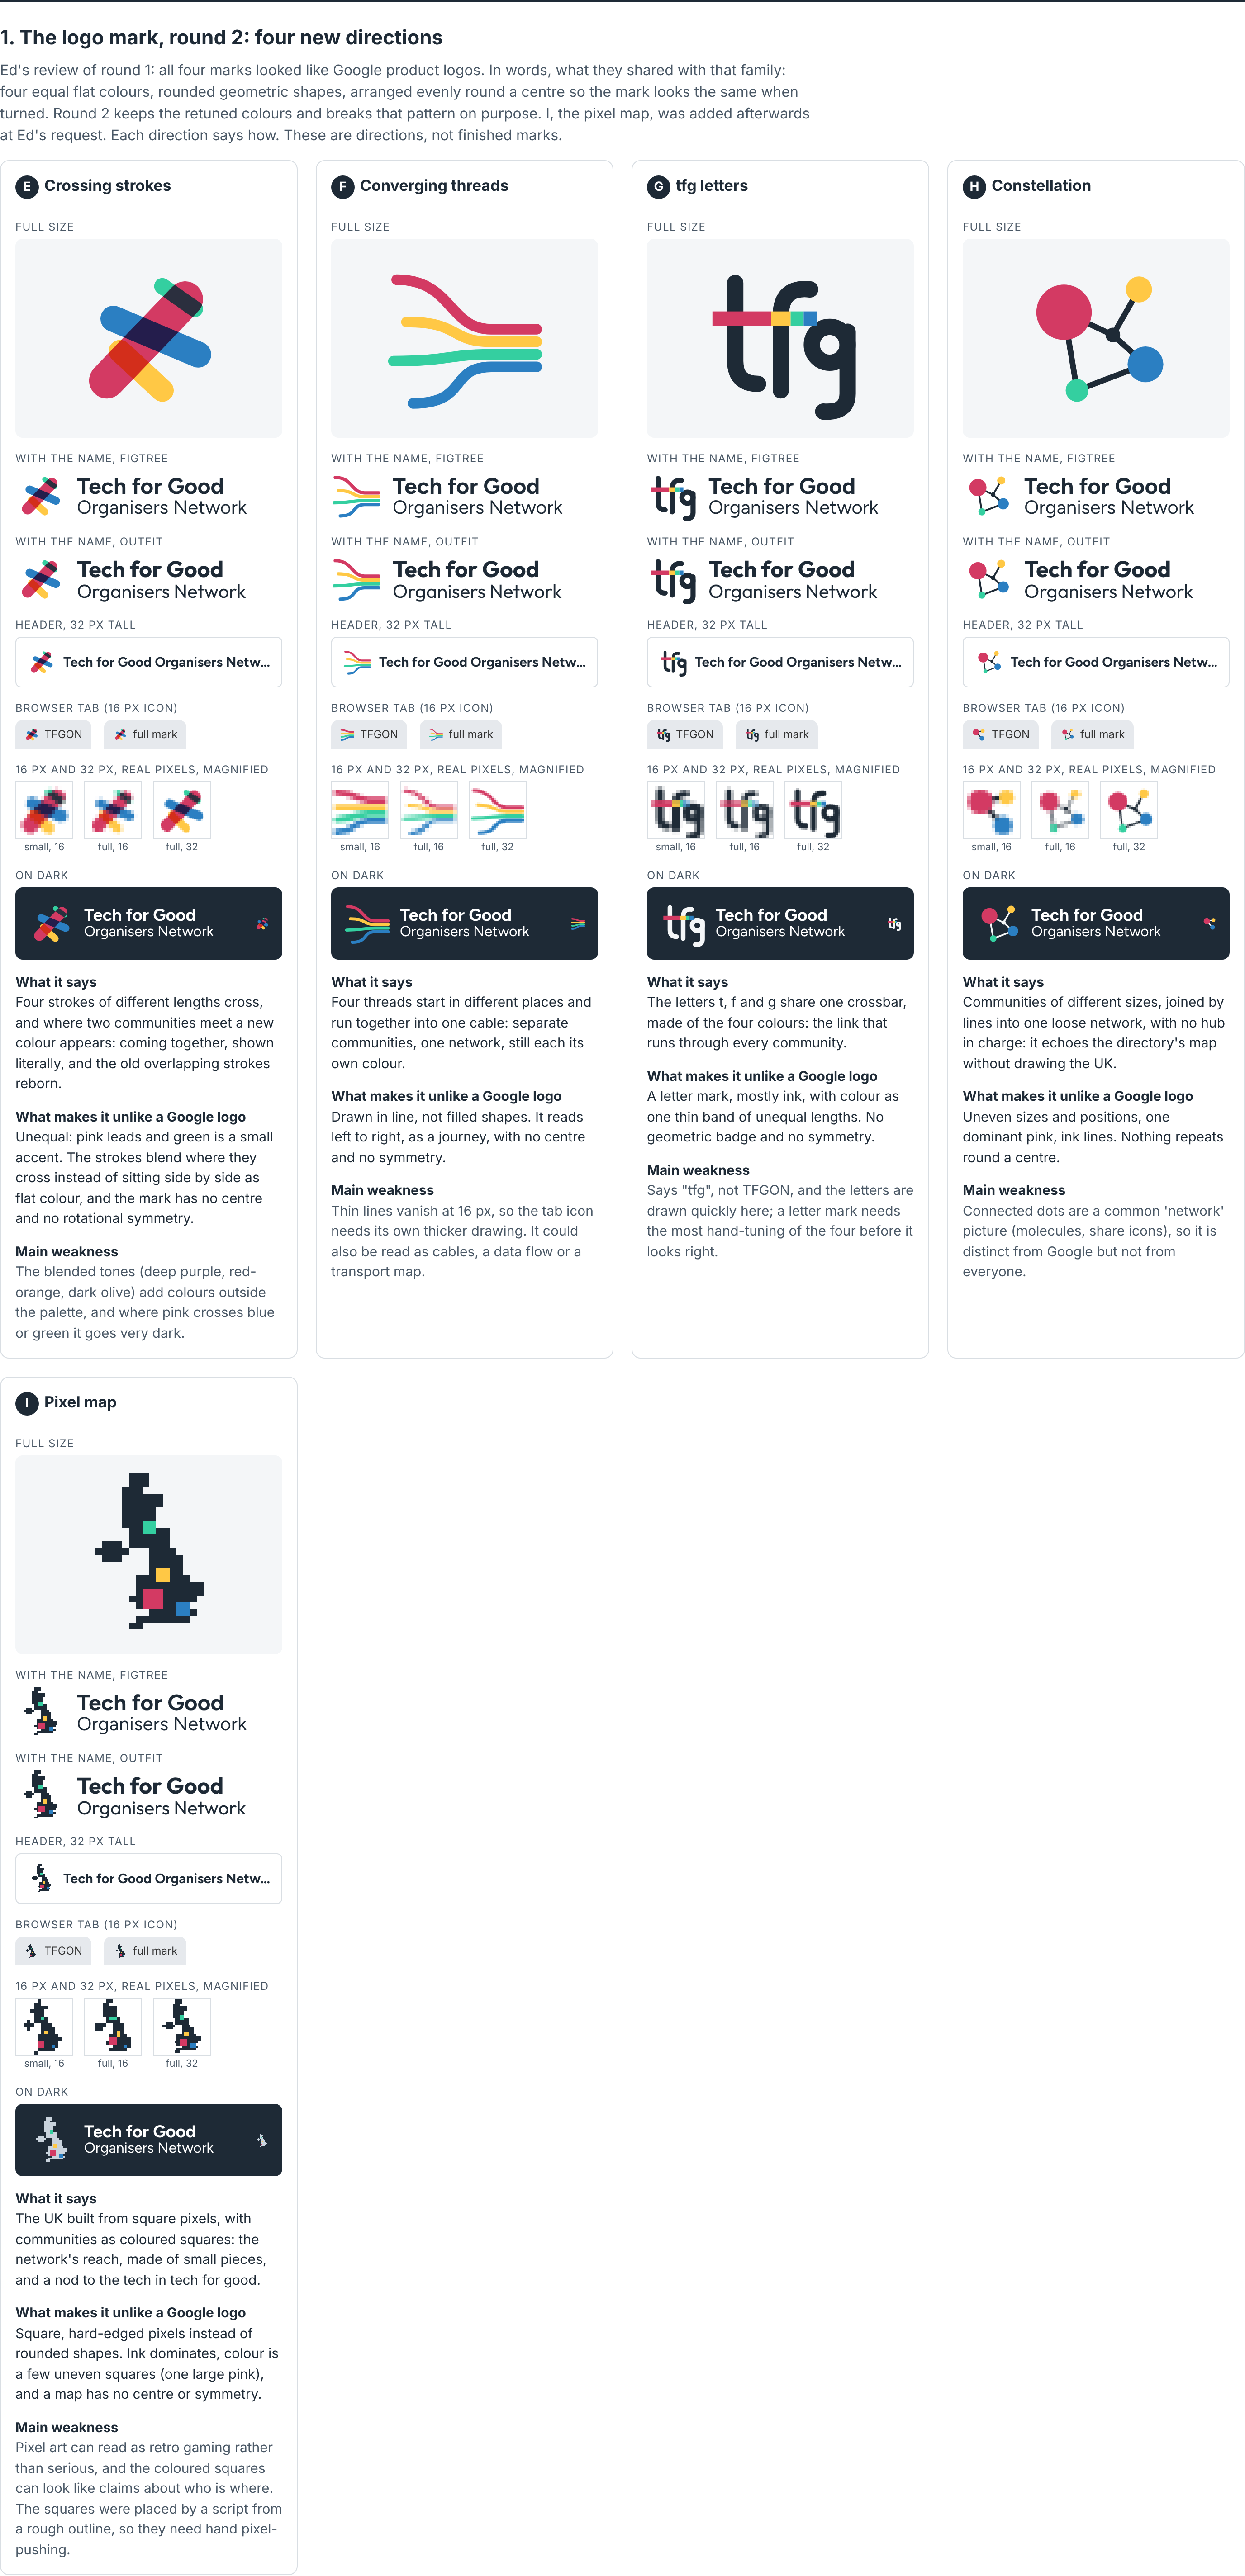 1. The logo mark, round 2: four new directions
Ed's review of round 1: all four marks looked like Google product logos. In words, what they shared with that family:
four equal flat colours, rounded geometric shapes, arranged evenly round a centre so the mark looks the same when
turned. Round 2 keeps the retuned colours and breaks that pattern on purpose. I, the pixel map, was added afterwards
at Ed's request. Each direction says how. These are directions, not finished marks.
E Crossing strokes
FULL SIZE
WITH THE NAME, FIGTREE
Tech for Good
Organisers Network
WITH THE NAME, OUTFIT
Tech for Good
Organisers Network
HEADER, 32 PX TALL
Tech for Good Organisers Netw...
BROWSER TAB (16 PX ICON)
TFGON
full mark
16 PX AND 32 PX, REAL PIXELS, MAGNIFIED
small, 16
full, 16
full, 32
ON DARK
Tech for Good
Organisers Network
What it says
Four strokes of different lengths cross,
and where two communities meet a new
colour appears: coming together, shown
literally, and the old overlapping strokes
reborn.
What makes it unlike a Google logo
Unequal: pink leads and green is a small
accent. The strokes blend where they
cross instead of sitting side by side as
flat colour, and the mark has no centre
and no rotational symmetry.
Main weakness
The blended tones (deep purple, red-
orange, dark olive) add colours outside
the palette, and where pink crosses blue
or green it goes very dark.
F Converging threads
FULL SIZE
WITH THE NAME, FIGTREE
Tech for Good
Organisers Network
WITH THE NAME, OUTFIT
Tech for Good
Organisers Network
HEADER, 32 PX TALL
Tech for Good Organisers Netw...
BROWSER TAB (16 PX ICON)
TFGON
full mark
16 PX AND 32 PX, REAL PIXELS, MAGNIFIED
small, 16
full, 16
full, 32
ON DARK
Tech for Good
Organisers Network
What it says
Four threads start in different places and
run together into one cable: separate
communities, one network, still each its
own colour.
What makes it unlike a Google logo
Drawn in line, not filled shapes. It reads
left to right, as a journey, with no centre
and no symmetry.
Main weakness
Thin lines vanish at 16 px, so the tab icon
needs its own thicker drawing. It could
also be read as cables, a data flow or a
transport map.
G tfg letters
FULL SIZE
tfg
WITH THE NAME, FIGTREE
tfg
Tech for Good
Organisers Network
WITH THE NAME, OUTFIT
tfg
Tech for Good
Organisers Network
HEADER, 32 PX TALL
tfg Tech for Good Organisers Netw...
BROWSER TAB (16 PX ICON)
tfg TFGON
tfg full mark
16 PX AND 32 PX, REAL PIXELS, MAGNIFIED
tfg
tfg
tfg
small, 16
full, 16
full, 32
ON DARK
tfg
Tech for Good
Organisers Network
tfg
What it says
The letters t, f and g share one crossbar,
made of the four colours: the link that
runs through every community.
What makes it unlike a Google logo
A letter mark, mostly ink, with colour as
one thin band of unequal lengths. No
geometric badge and no symmetry.
Main weakness
Says "tfg", not TFGON, and the letters are
drawn quickly here; a letter mark needs
the most hand-tuning of the four before it
looks right.
H Constellation
FULL SIZE
WITH THE NAME, FIGTREE
Tech for Good
Organisers Network
WITH THE NAME, OUTFIT
Tech for Good
Organisers Network
HEADER, 32 PX TALL
Tech for Good Organisers Netw...
BROWSER TAB (16 PX ICON)
TFGON
full mark
16 PX AND 32 PX, REAL PIXELS, MAGNIFIED
small, 16
full, 16
full, 32
ON DARK
Tech for Good
Organisers Network
What it says
Communities of different sizes, joined by
lines into one loose network, with no hub
in charge: it echoes the directory's map
without drawing the UK.
What makes it unlike a Google logo
Uneven sizes and positions, one
dominant pink, ink lines. Nothing repeats
round a centre.
Main weakness
Connected dots are a common 'network'
picture (molecules, share icons), so it is
distinct from Google but not from
everyone.
I Pixel map
FULL SIZE
WITH THE NAME, FIGTREE
Tech for Good
Organisers Network
WITH THE NAME, OUTFIT
Tech for Good
Organisers Network
HEADER, 32 PX TALL
Tech for Good Organisers Netw...
BROWSER TAB (16 PX ICON)
TFGON
full mark
16 PX AND 32 PX, REAL PIXELS, MAGNIFIED
small, 16
full, 16
full, 32
ON DARK
Tech for Good
Organisers Network
What it says
The UK built from square pixels, with
communities as coloured squares: the
network's reach, made of small pieces,
and a nod to the tech in tech for good.
What makes it unlike a Google logo
Square, hard-edged pixels instead of
rounded shapes. Ink dominates, colour is
a few uneven squares (one large pink),
and a map has no centre or symmetry.
Main weakness
Pixel art can read as retro gaming rather
than serious, and the coloured squares
can look like claims about who is where.
The squares were placed by a script from
a rough outline, so they need hand pixel-
pushing.